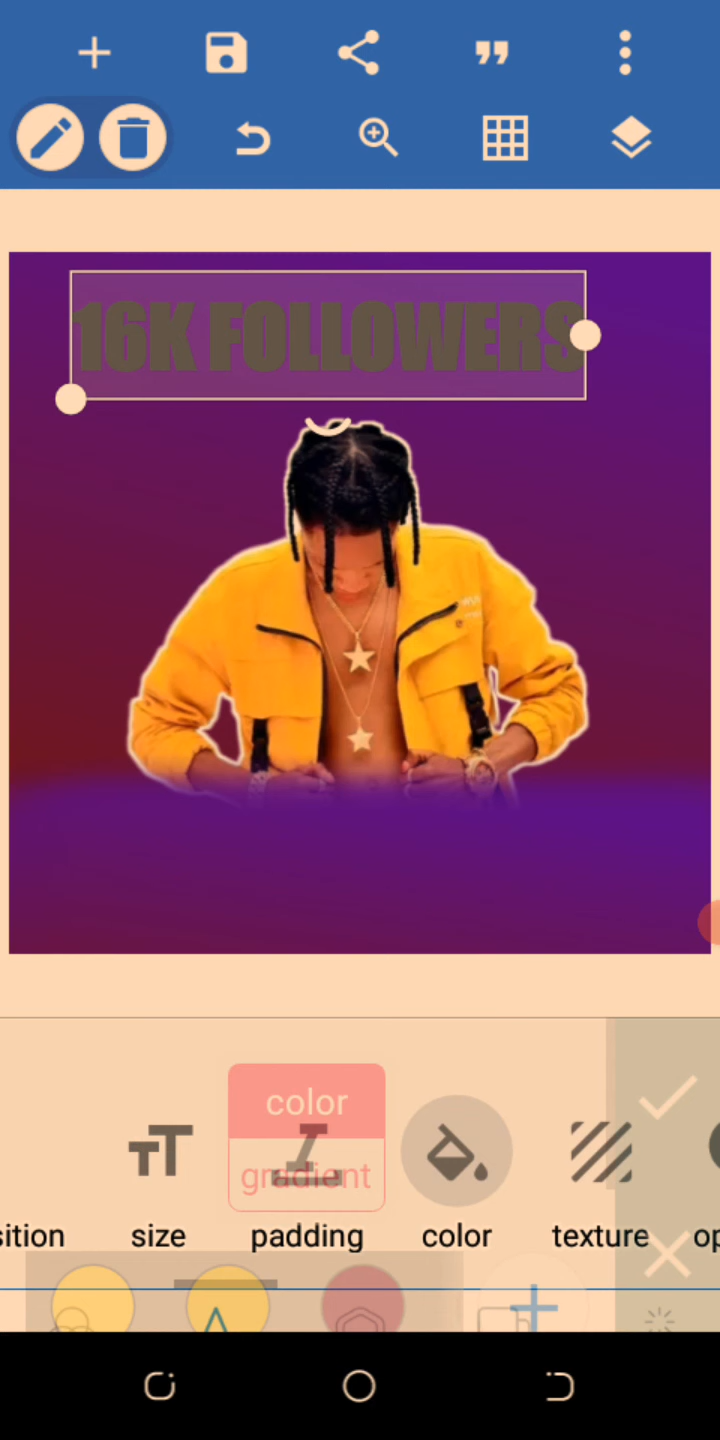 16K FOLLOWERS
color
gradient
sition
size
padding
color
texture
op